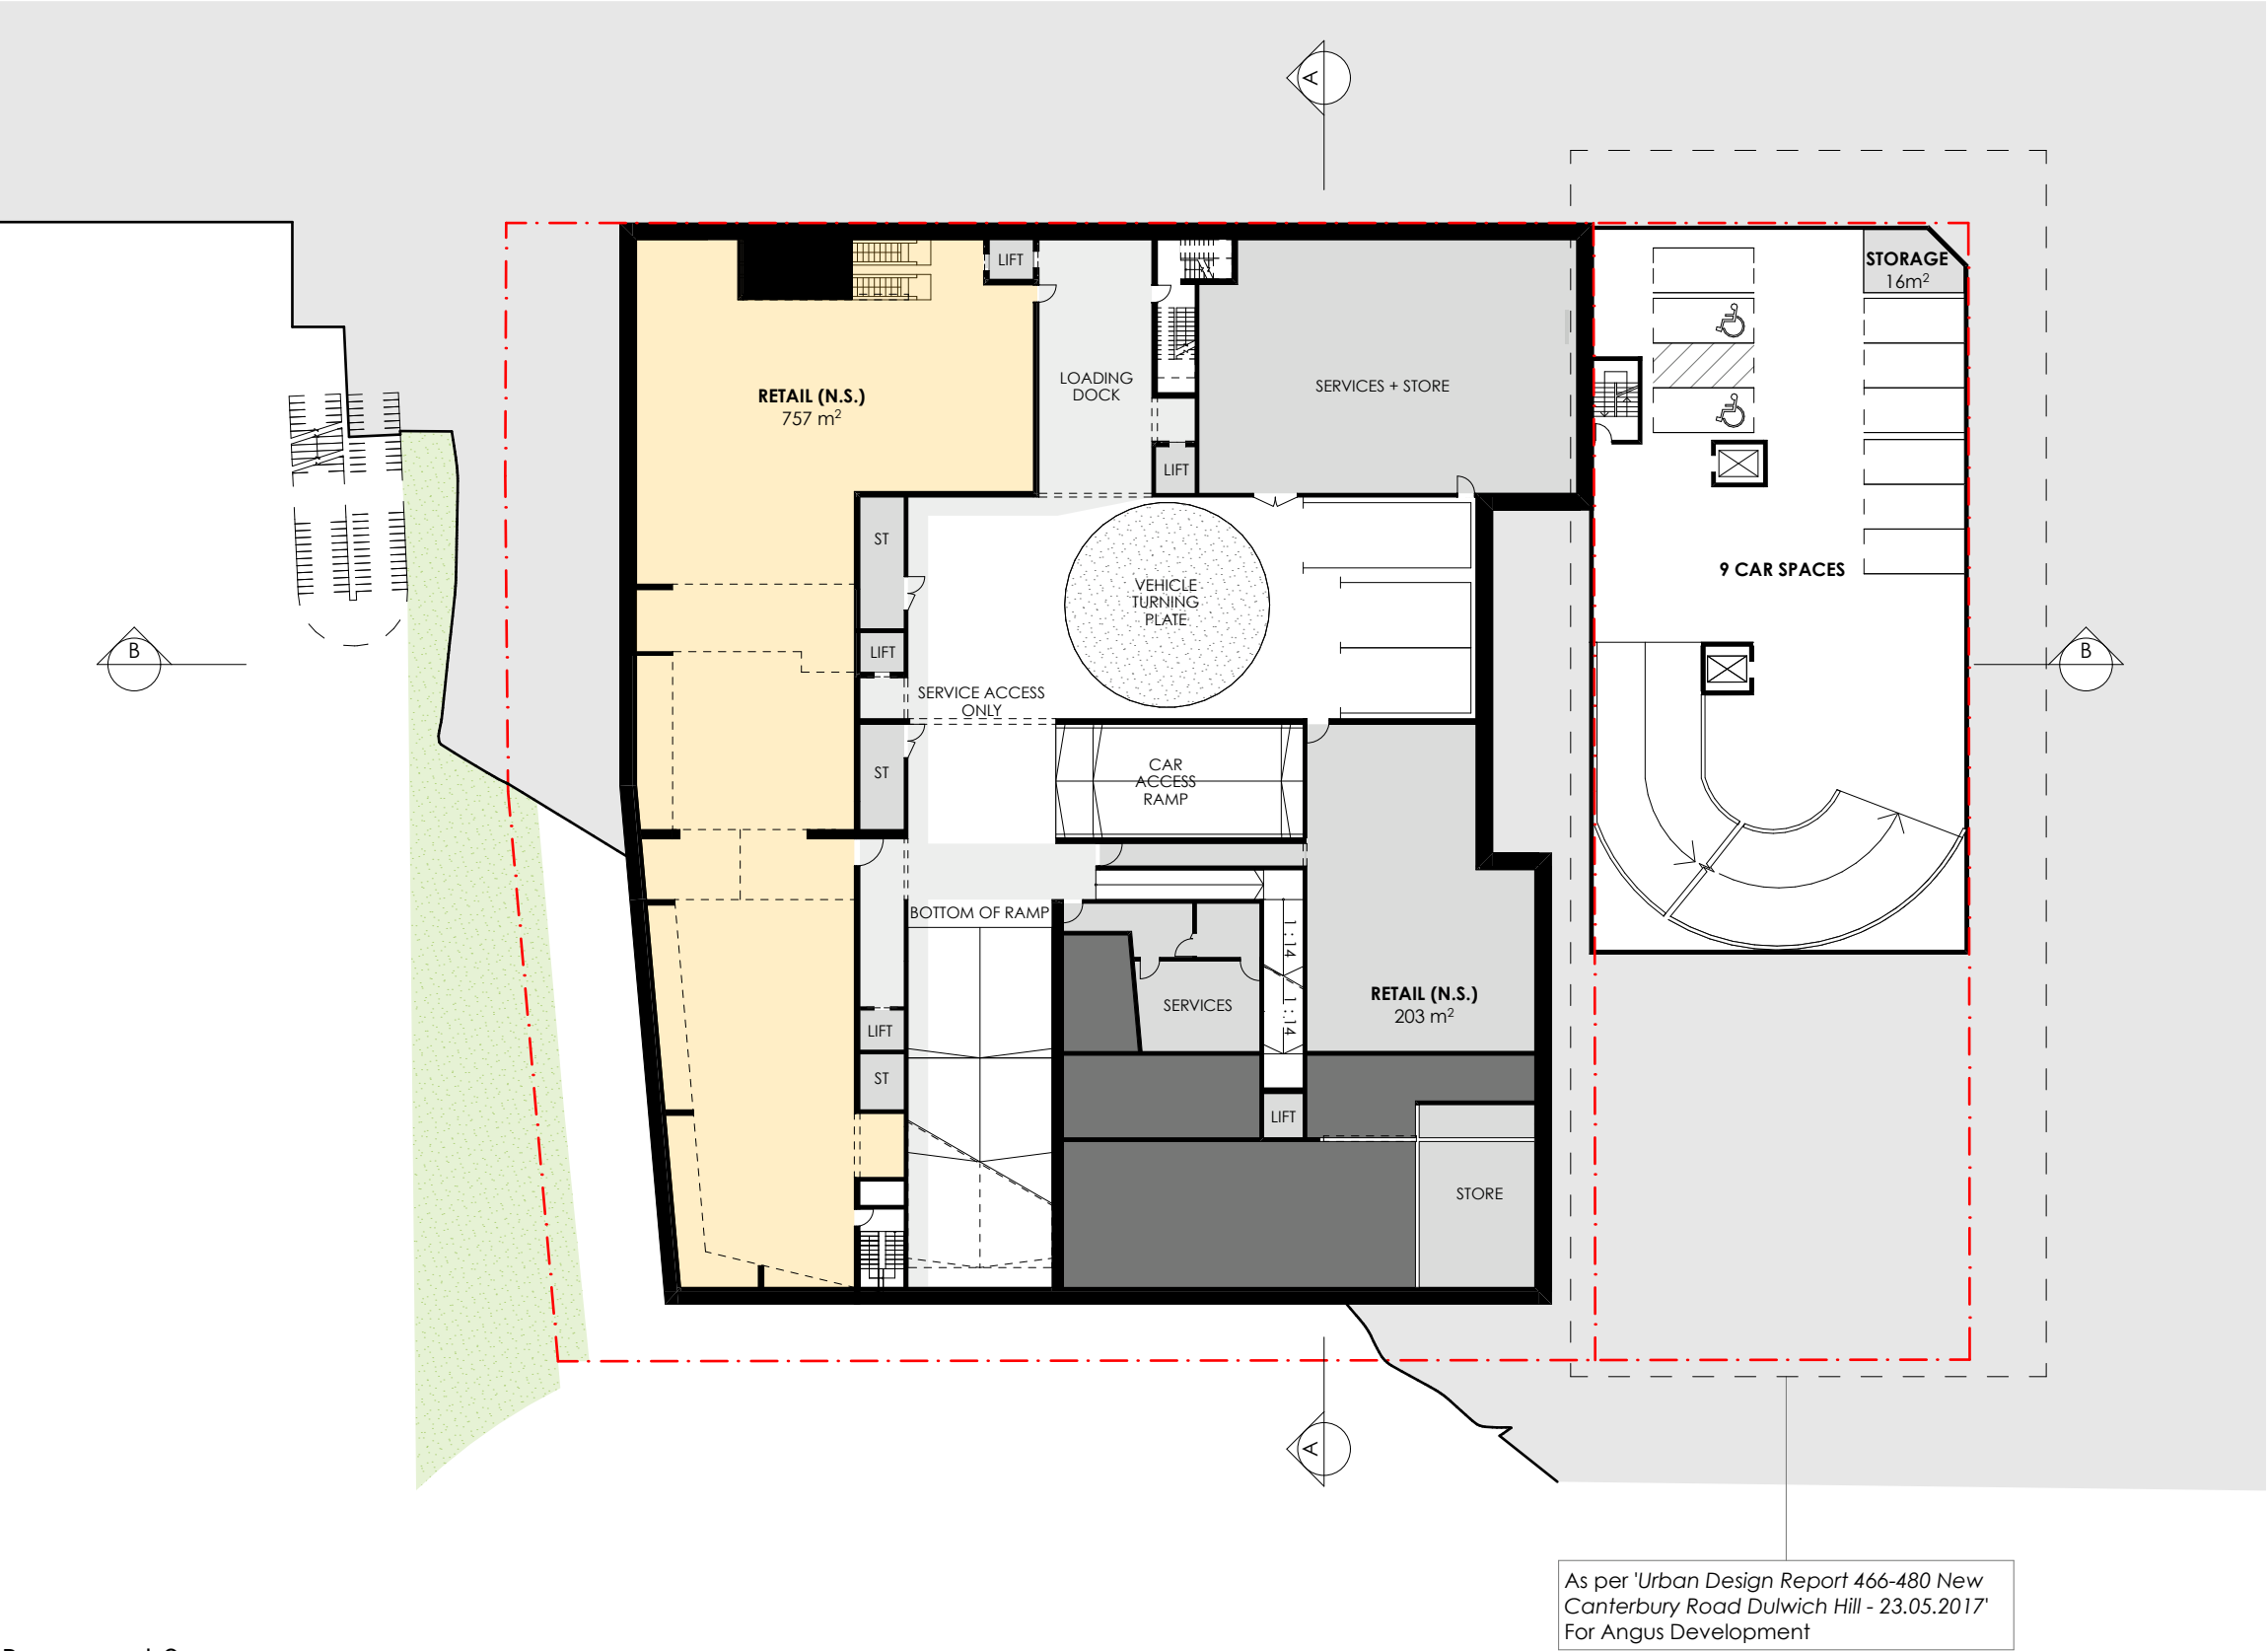 A
LIFT
STORAGE
16m²
LOADING
DOCK
SERVICES + STORE
RETAIL (N.S.)
757 m²
LIFT
ST
9 CAR SPACES
VEHICLE
TURNING
PLATE
B
LIFT
B
SERVICE ACCESS
ONLY
ST
CAR
ACCESS
RAMP
BOTTOM OF RAMP
1:14
RETAIL (N.S.)
203 m²
SERVICES
1:14
LIFT
ST
LIFT
STORE
A
As per 'Urban Design Report 466-480 New
Canterbury Road Dulwich Hill - 23.05.2017'
For Angus Development